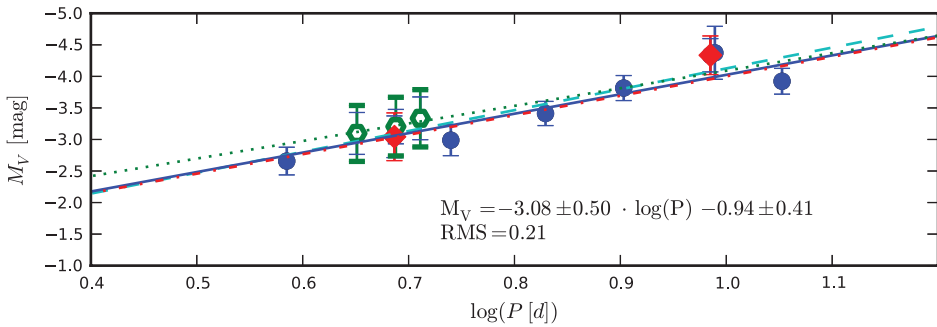 −5.0
−4.5
−4.0
−3.5
−3.0
−2.5
−2.0
−1.5
−1.0
M_V [mag]
M_V = −3.08 ± 0.50 · log(P) −0.94 ± 0.41
RMS = 0.21
0.4 0.5 0.6 0.7 0.8 0.9 1.0 1.1
log(P [d])